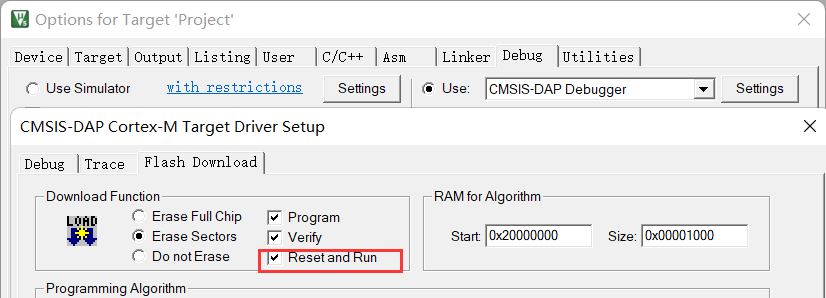 Options for Target 'Project'
Device Target Output Listing User C/C++ Asm Linker Debug Utilities
Use Simulator with restrictions Settings Use: CMSIS-DAP Debugger Settings
CMSIS-DAP Cortex-M Target Driver Setup
Debug Trace Flash Download
Download Function
LOAD
Erase Full Chip
Erase Sectors
Do not Erase
Program
Verify
Reset and Run
RAM for Algorithm
Start: 0x20000000 Size: 0x00001000
Programming Algorithm